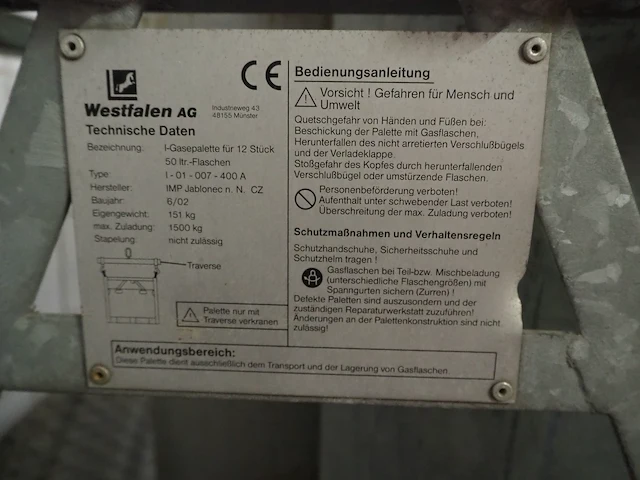 Westfalen AG
Industrieweg 43
48155 Münster
CE
Technische Daten
Bezeichnung: I-Gasepalette für 12 Stück
50 ltr.-Flaschen
Type: I - 01 - 007 - 400 A
Hersteller: IMP Jablonec n. N. CZ
Baujahr: 6/02
Eigengewicht: 151 kg
max. Zuladung: 1500 kg
Stapelung: nicht zulässig
Traverse
Palette nur mit
Traverse verkranen
Bedienungsanleitung
Vorsicht ! Gefahren für Mensch und
Umwelt
Quetschgefahr von Händen und Füßen bei:
Beschickung der Palette mit Gasflaschen,
Herunterfallen des nicht arretierten Verschlußbügels
und der Verladeklappe.
Stoßgefahr des Kopfes durch herunterfallenden
Verschlußbügel oder umstürzende Flaschen.
Personenbeförderung verboten!
Aufenthalt unter schwebender Last verboten!
Überschreitung der max. Zuladung verboten!
Schutzmaßnahmen und Verhaltensregeln
Schutzhandschuhe, Sicherheitsschuhe und
Schutzhelm tragen !
Gasflaschen bei Teil-bzw. Mischbeladung
(unterschiedliche Flaschengrößen) mit
Spanngurten sichern (Zurren) !
Defekte Paletten sind auszusondern und der
zuständigen Reparaturwerkstatt zuzuführen!
Änderungen an der Palettenkonstruktion sind nicht
zulässig!
Anwendungsbereich:
Diese Palette dient ausschließlich dem Transport und der Lagerung von Gasflaschen.